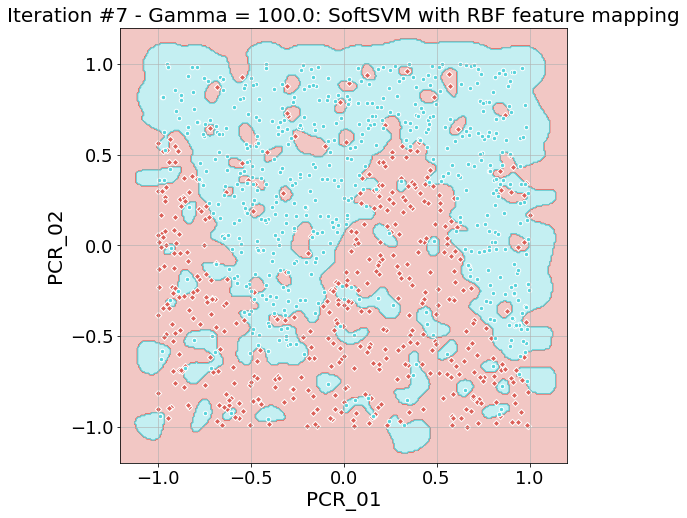 Iteration #7 - Gamma = 100.0: SoftSVM with RBF feature mapping
1.0
0.5
0.0
−0.5
−1.0
PCR_02
−1.0 −0.5 0.0 0.5 1.0
PCR_01